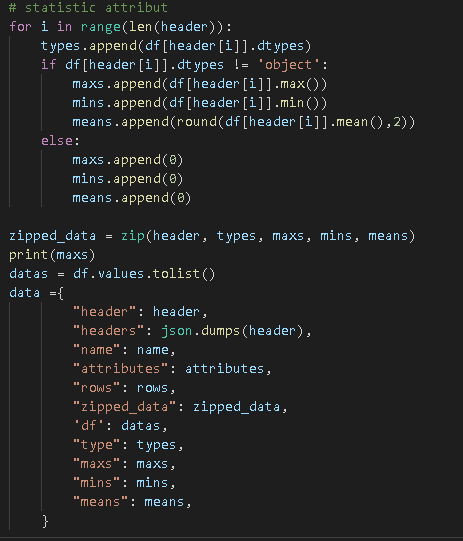 # statistic attribut
for i in range(len(header)):
    types.append(df[header[i]].dtypes)
    if df[header[i]].dtypes != 'object':
        maxs.append(df[header[i]].max())
        mins.append(df[header[i]].min())
        means.append(round(df[header[i]].mean(),2))
    else:
        maxs.append(0)
        mins.append(0)
        means.append(0)

zipped_data = zip(header, types, maxs, mins, means)
print(maxs)
datas = df.values.tolist()
data ={
        "header": header,
        "headers": json.dumps(header),
        "name": name,
        "attributes": attributes,
        "rows": rows,
        "zipped_data": zipped_data,
        'df': datas,
        "type": types,
        "maxs": maxs,
        "mins": mins,
        "means": means,
    }